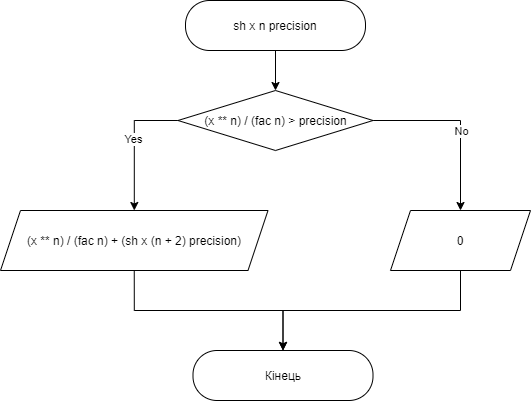 sh x n precision
(x ** n) / (fac n) > precision
Yes
No
(x ** n) / (fac n) + (sh x (n + 2) precision)
0
Кінець